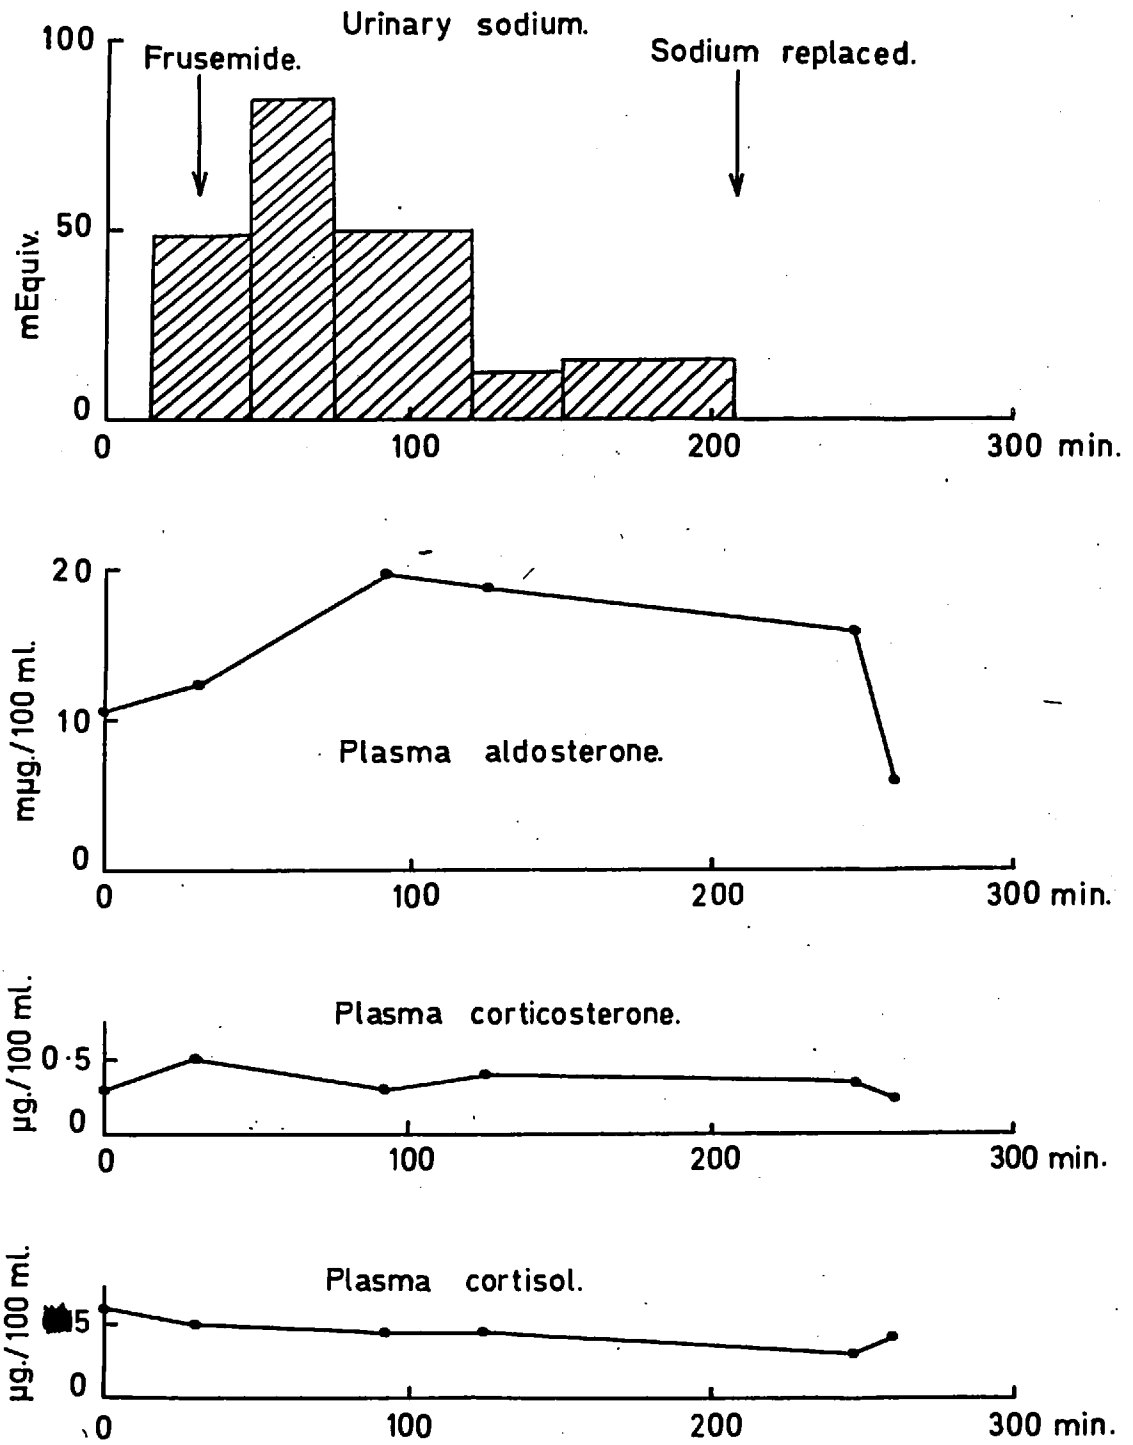 Urinary sodium.
100
Frusemide.
Sodium replaced.
50
mEquiv.
0
0 100 200 300 min.
20
10
mµg./100 ml.
Plasma aldosterone.
0
0 100 200 300 min.
Plasma corticosterone.
µg./100 ml.
0·5
0
0 100 200 300 min.
Plasma cortisol.
µg./100 ml.
5
0
0 100 200 300 min.